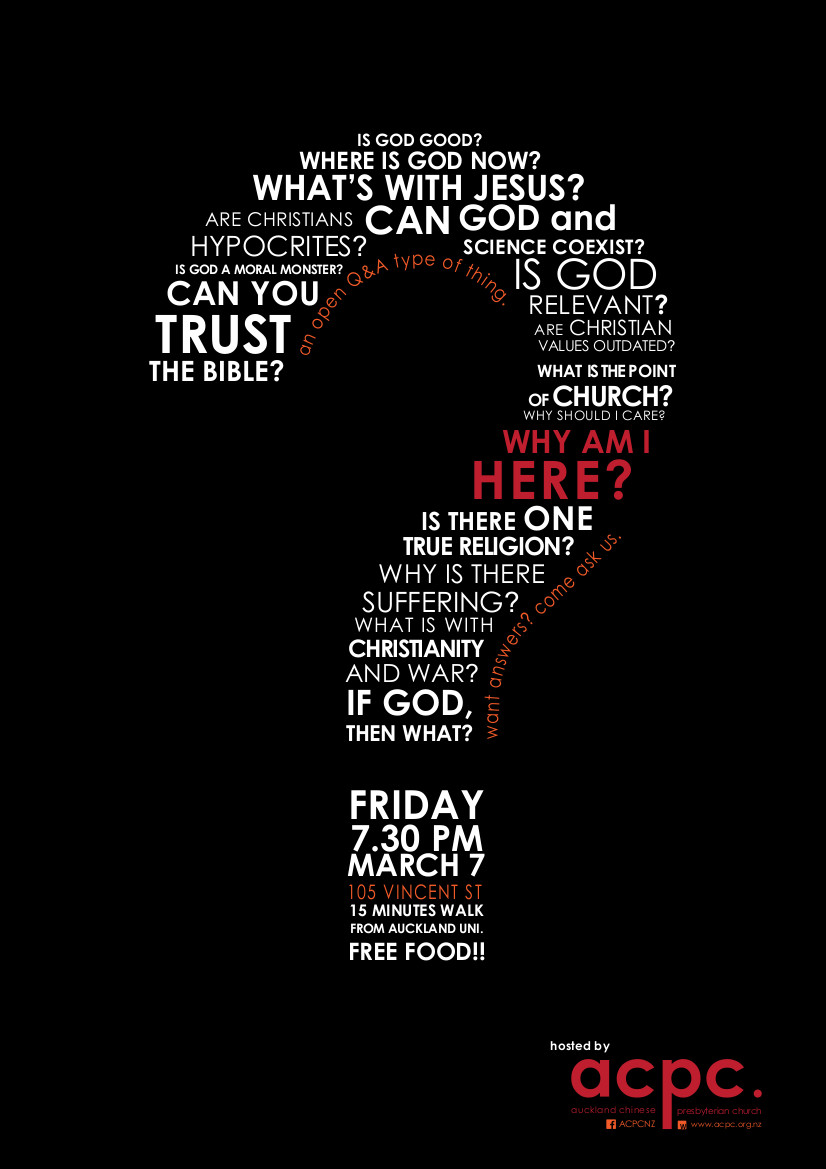 IS GOD GOOD?
WHERE IS GOD NOW?
WHAT'S WITH JESUS?
ARE CHRISTIANS
HYPOCRITES?
CAN GOD and
SCIENCE COEXIST?
IS GOD A MORAL MONSTER?
CAN YOU
TRUST
THE BIBLE?
an open Q&A type of thing.
IS GOD
RELEVANT?
ARE CHRISTIAN
VALUES OUTDATED?
WHAT IS THE POINT
OF CHURCH?
WHY SHOULD I CARE?
WHY AM I
HERE?
IS THERE ONE
TRUE RELIGION?
WHY IS THERE
SUFFERING?
WHAT IS WITH
CHRISTIANITY
AND WAR?
IF GOD,
THEN WHAT?
want answers? come ask us.
FRIDAY
7.30 PM
MARCH 7
105 VINCENT ST
15 MINUTES WALK
FROM AUCKLAND UNI.
FREE FOOD!!
hosted by
acpc.
auckland chinese presbyterian church
f ACPCNZ w www.acpc.org.nz